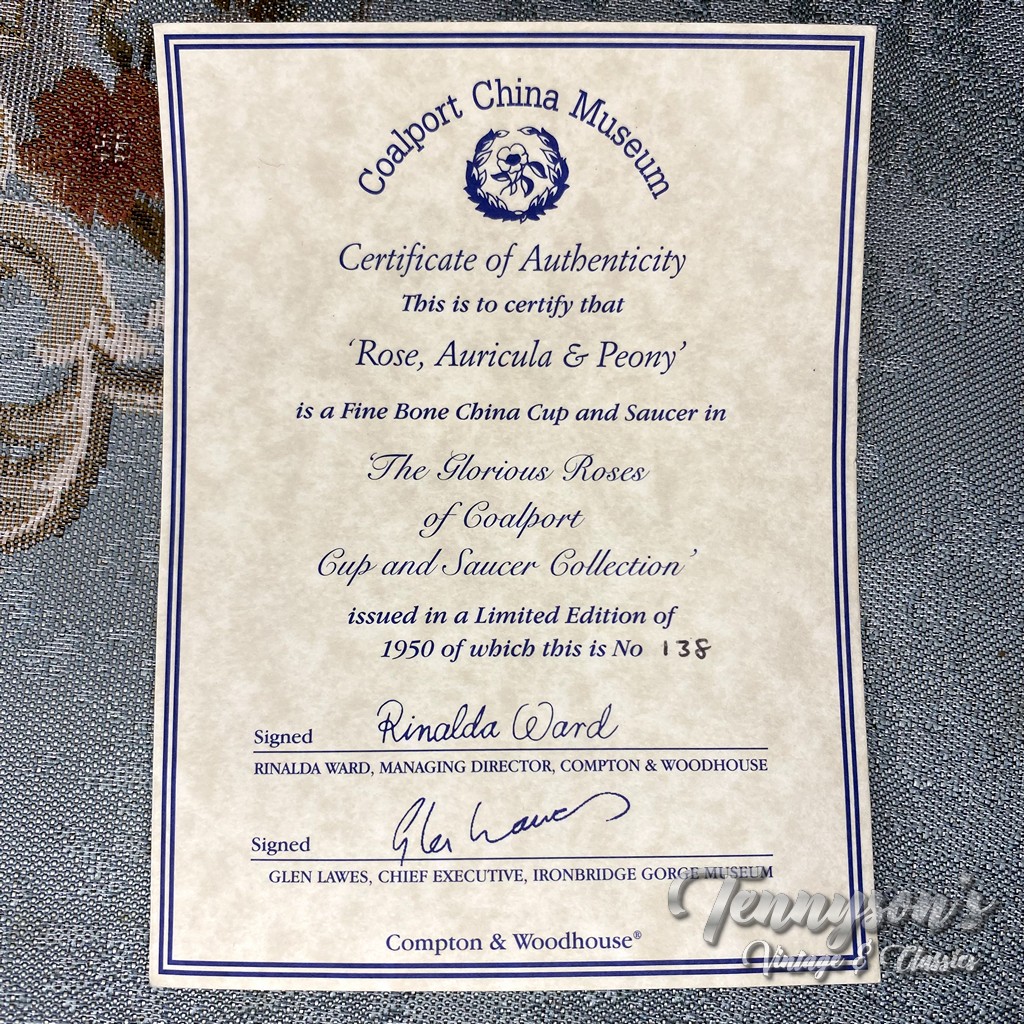 Coalport China Museum
Certificate of Authenticity
This is to certify that
‘Rose, Auricula & Peony’
is a Fine Bone China Cup and Saucer in
‘The Glorious Roses
of Coalport
Cup and Saucer Collection’
issued in a Limited Edition of
1950 of which this is No 138
Signed Rinalda Ward
RINALDA WARD, MANAGING DIRECTOR, COMPTON & WOODHOUSE
Signed Glen Lawes
GLEN LAWES, CHIEF EXECUTIVE, IRONBRIDGE GORGE MUSEUM
Compton & Woodhouse®
Tennyson's
Vintage & Classics